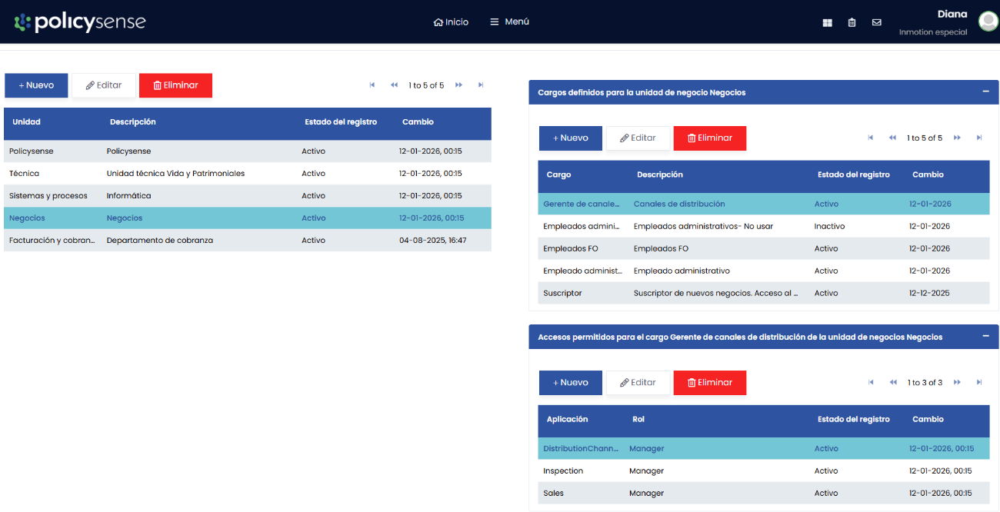 policysense
Inicio
Menú
Diana
Inmotion especial
+ Nuevo
Editar
Eliminar
1 to 5 of 5
Unidad Descripción Estado del registro Cambio
Policysense Policysense Activo 12-01-2026, 00:15
Técnica Unidad técnica Vida y Patrimoniales Activo 12-01-2026, 00:15
Sistemas y procesos Informática Activo 12-01-2026, 00:15
Negocios Negocios Activo 12-01-2026, 00:15
Facturación y cobran... Departamento de cobranza Activo 04-08-2025, 16:47
Cargos definidos para la unidad de negocio Negocios
+ Nuevo
Editar
Eliminar
1 to 5 of 5
Cargo Descripción Estado del registro Cambio
Gerente de canale... Canales de distribución Activo 12-01-2026
Empleados admini... Empleados administrativos- No usar Inactivo 12-01-2026
Empleados FO Empleados FO Activo 12-01-2026
Empleado administ... Empleado administrativo Activo 12-01-2026
Suscriptor Suscriptor de nuevos negocios. Acceso al ... Activo 12-12-2025
Accesos permitidos para el cargo Gerente de canales de distribución de la unidad de negocios Negocios
+ Nuevo
Editar
Eliminar
1 to 3 of 3
Aplicación Rol Estado del registro Cambio
DistributionChann... Manager Activo 12-01-2026, 00:15
Inspection Manager Activo 12-01-2026, 00:15
Sales Manager Activo 12-01-2026, 00:15